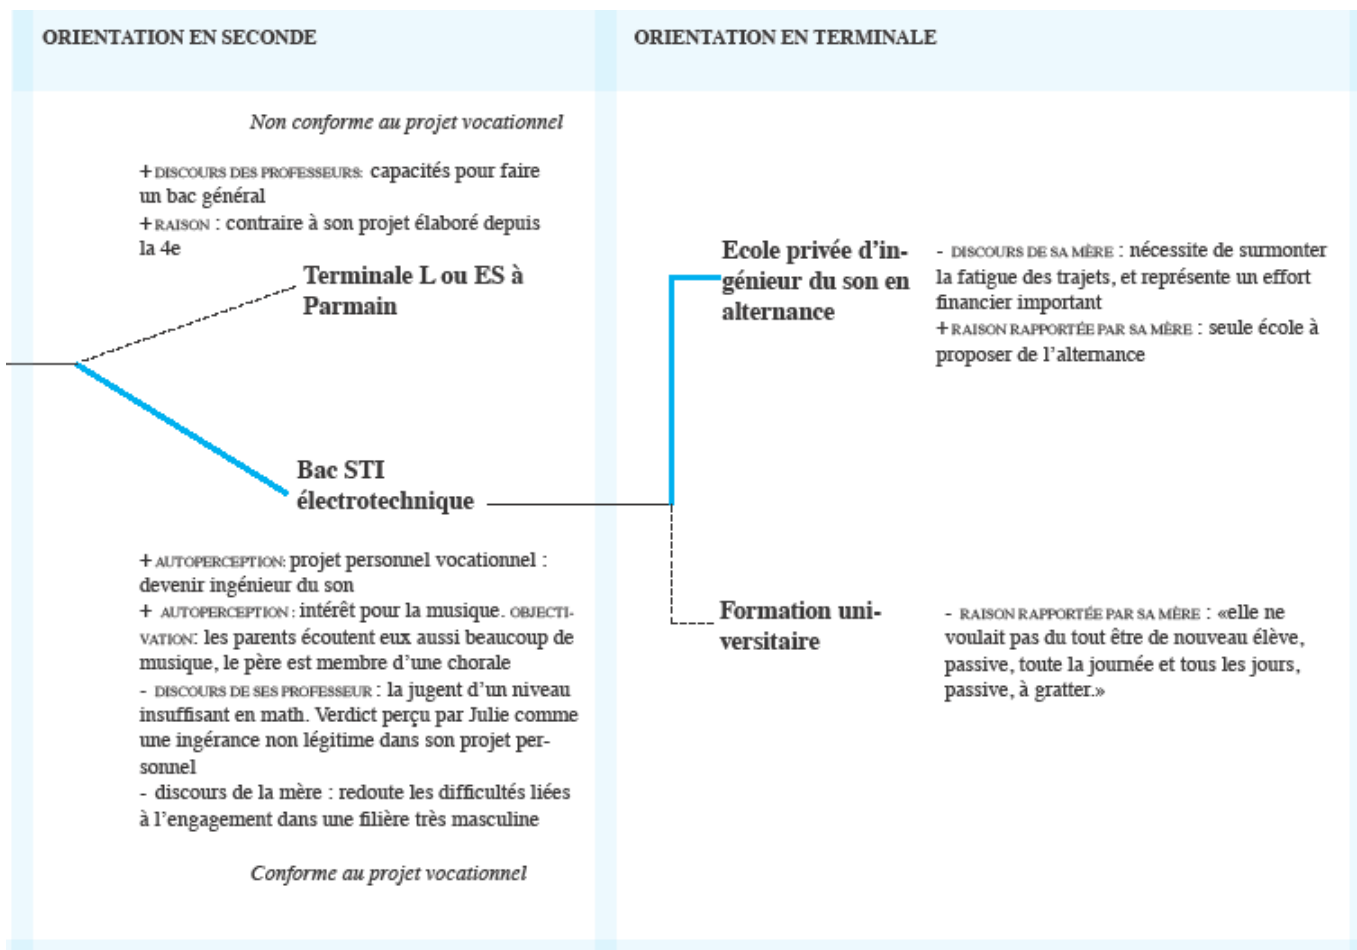 ORIENTATION EN SECONDE
Non conforme au projet vocationnel
+ DISCOURS DES PROFESSEURS: capacités pour faire
un bac général
+ RAISON : contraire à son projet élaboré depuis
la 4e
Terminale L ou ES à
Parmain
Bac STI
électrotechnique
+ AUTOPERCEPTION: projet personnel vocationnel :
devenir ingénieur du son
+ AUTOPERCEPTION : intérêt pour la musique. OBJECTI-
VATION: les parents écoutent eux aussi beaucoup de
musique, le père est membre d’une chorale
- DISCOURS DE SES PROFESSEUR : la jugent d’un niveau
insuffisant en math. Verdict perçu par Julie comme
une ingérance non légitime dans son projet per-
sonnel
- discours de la mère : redoute les difficultés liées
à l’engagement dans une filière très masculine
Conforme au projet vocationnel
ORIENTATION EN TERMINALE
Ecole privée d’in-
génieur du son en
alternance
- DISCOURS DE SA MÈRE : nécessite de surmonter
la fatigue des trajets, et représente un effort
financier important
+ RAISON RAPPORTÉE PAR SA MÈRE : seule école à
proposer de l’alternance
Formation uni-
versitaire
- RAISON RAPPORTÉE PAR SA MÈRE : «elle ne
voulait pas du tout être de nouveau élève,
passive, toute la journée et tous les jours,
passive, à gratter.»